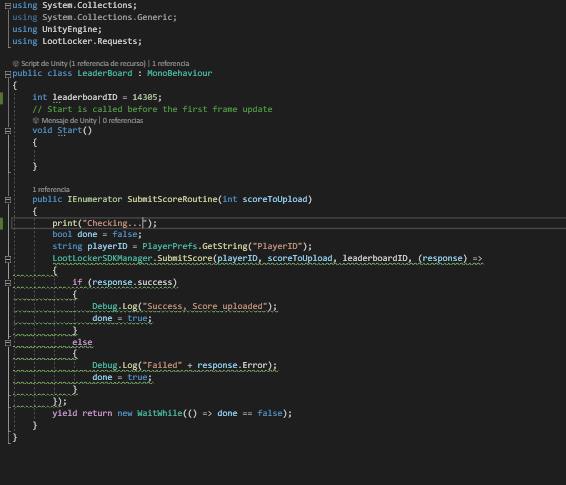 using System.Collections;
using System.Collections.Generic;
using UnityEngine;
using LootLocker.Requests;
Script de Unity (1 referencia de recurso) | 1 referencia
public class LeaderBoard : MonoBehaviour
{
int leaderboardID = 14305;
// Start is called before the first frame update
Mensaje de Unity | 0 referencias
void Start()
{
}
1 referencia
public IEnumerator SubmitScoreRoutine(int scoreToUpload)
{
print("Checking...");
bool done = false;
string playerID = PlayerPrefs.GetString("PlayerID");
LootLockerSDKManager.SubmitScore(playerID, scoreToUpload, leaderboardID, (response) =>
{
if (response.success)
{
Debug.Log("Success, Score uploaded");
done = true;
}
else
{
Debug.Log("Failed" + response.Error);
done = true;
}
});
yield return new WaitWhile(() => done == false);
}
}